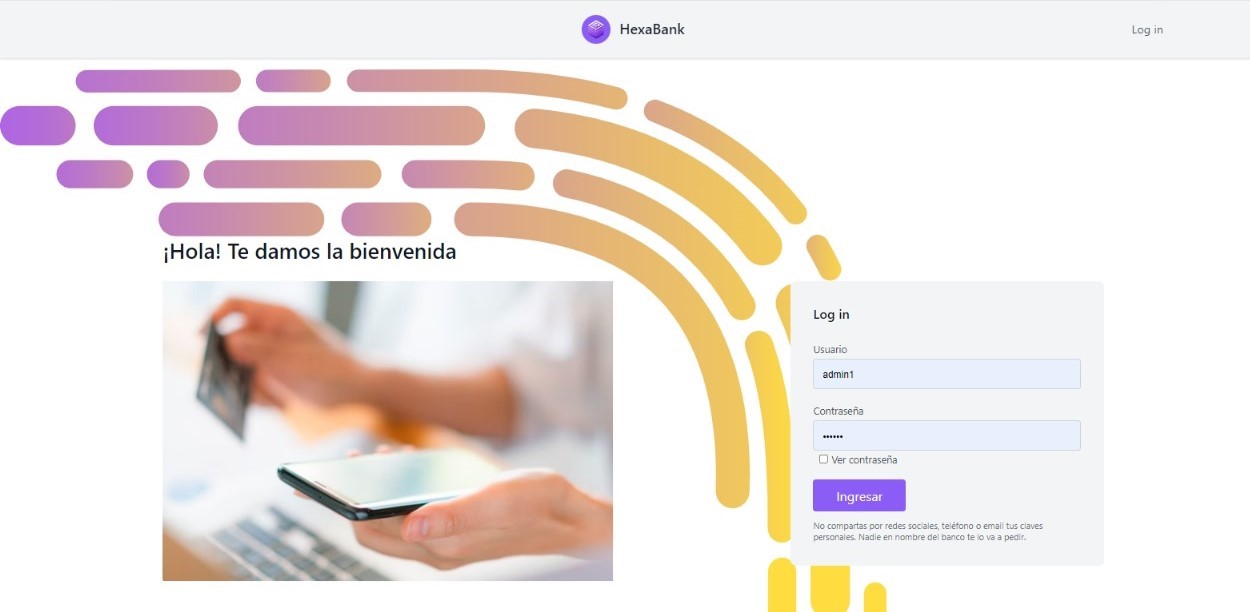 HexaBank
Log in
¡Hola! Te damos la bienvenida
Log in
Usuario
admin1
Contraseña
••••••
Ver contraseña
Ingresar
No compartas por redes sociales, teléfono o email tus claves
personales. Nadie en nombre del banco te lo va a pedir.